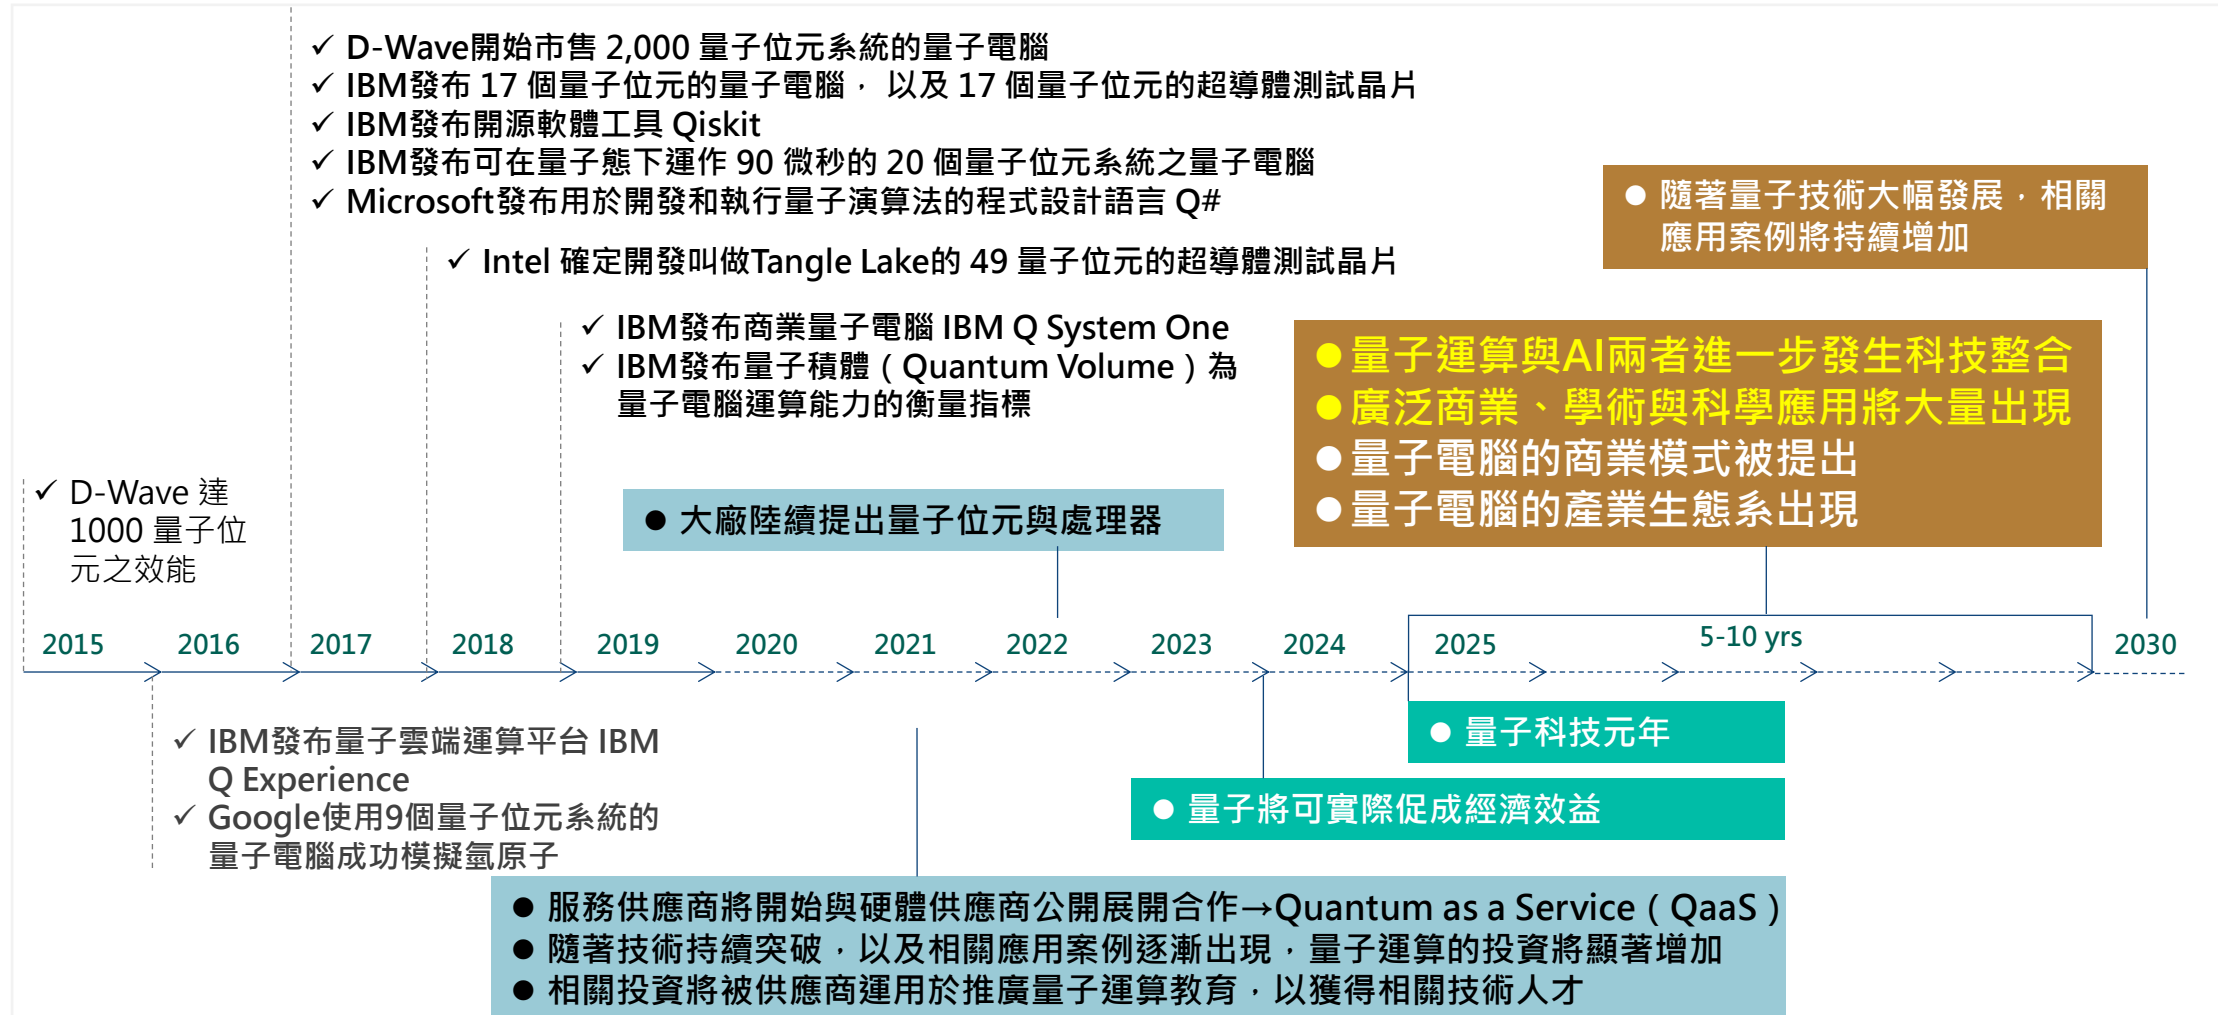 ✓ D-Wave開始市售 2,000 量子位元系統的量子電腦
✓ IBM發布 17 個量子位元的量子電腦，以及 17 個量子位元的超導體測試晶片
✓ IBM發布開源軟體工具 Qiskit
✓ IBM發布可在量子態下運作 90 微秒的 20 個量子位元系統之量子電腦
✓ Microsoft發布用於開發和執行量子演算法的程式設計語言 Q#
● 隨著量子技術大幅發展，相關
應用案例將持續增加
✓ Intel 確定開發叫做Tangle Lake的 49 量子位元的超導體測試晶片
✓ IBM發布商業量子電腦 IBM Q System One
✓ IBM發布量子積體（Quantum Volume）為
量子電腦運算能力的衡量指標
● 量子運算與AI兩者進一步發生科技整合
● 廣泛商業、學術與科學應用將大量出現
● 量子電腦的商業模式被提出
● 量子電腦的產業生態系出現
✓ D-Wave 達
1000 量子位
元之效能
● 大廠陸續提出量子位元與處理器
2015 2016 2017 2018 2019 2020 2021 2022 2023 2024 2025 5-10 yrs 2030
✓ IBM發布量子雲端運算平台 IBM
Q Experience
✓ Google使用9個量子位元系統的
量子電腦成功模擬氫原子
● 量子科技元年
● 量子將可實際促成經濟效益
● 服務供應商將開始與硬體供應商公開展開合作→Quantum as a Service（QaaS）
● 隨著技術持續突破，以及相關應用案例逐漸出現，量子運算的投資將顯著增加
● 相關投資將被供應商運用於推廣量子運算教育，以獲得相關技術人才